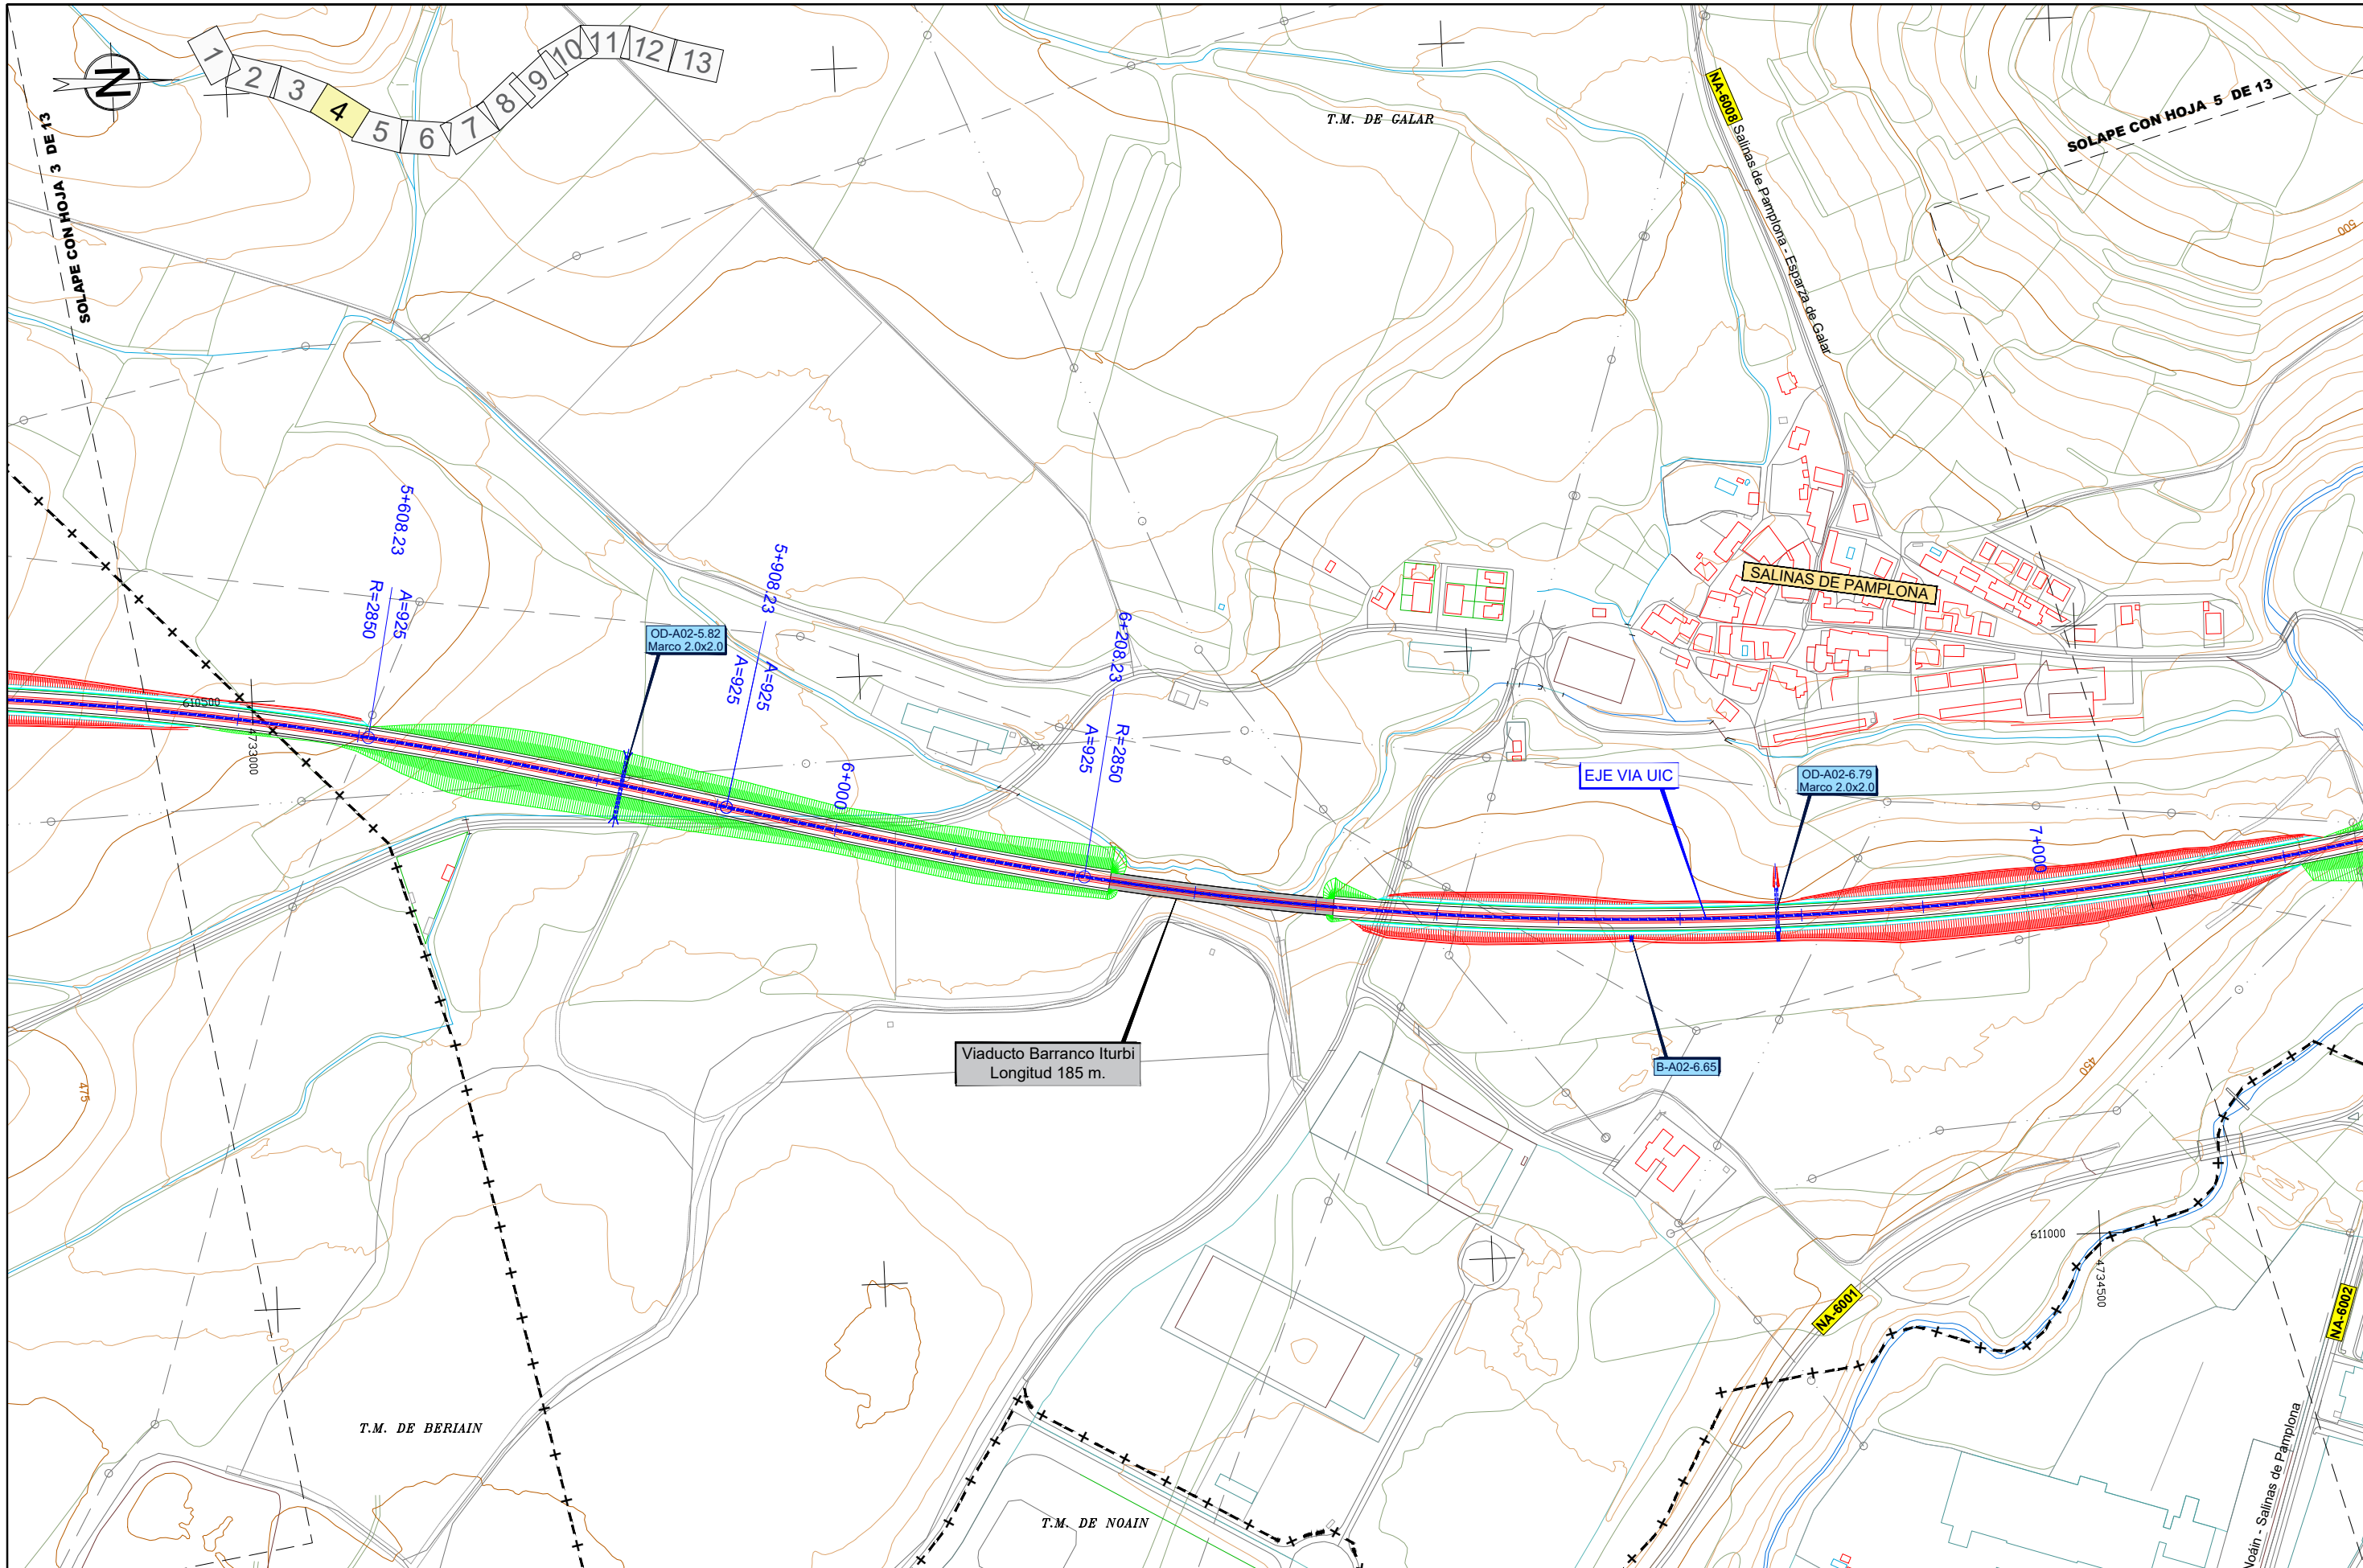 N
1
2
3
4
5
6
7
8
9
10
11
12
13
SOLAPE CON HOJA 3 DE 13
T.M. DE GALAR
NA-6008
Salinas de Pamplona - Esparza de Galar
SOLAPE CON HOJA 5 DE 13
500
5+608.23
R=2850
A=925
5+908.23
A=925
A=925
6+208.23
A=925
R=2850
OD-A02-5.82
Marco 2.0x2.0
SALINAS DE PAMPLONA
610500
4733000
6+000
EJE VIA UIC
OD-A02-6.79
Marco 2.0x2.0
7+000
Viaducto Barranco Iturbi
Longitud 185 m.
B-A02-6.65
475
450
611000
4734500
NA-6001
NA-6002
Noáin - Salinas de Pamplona
T.M. DE BERIAIN
T.M. DE NOAIN